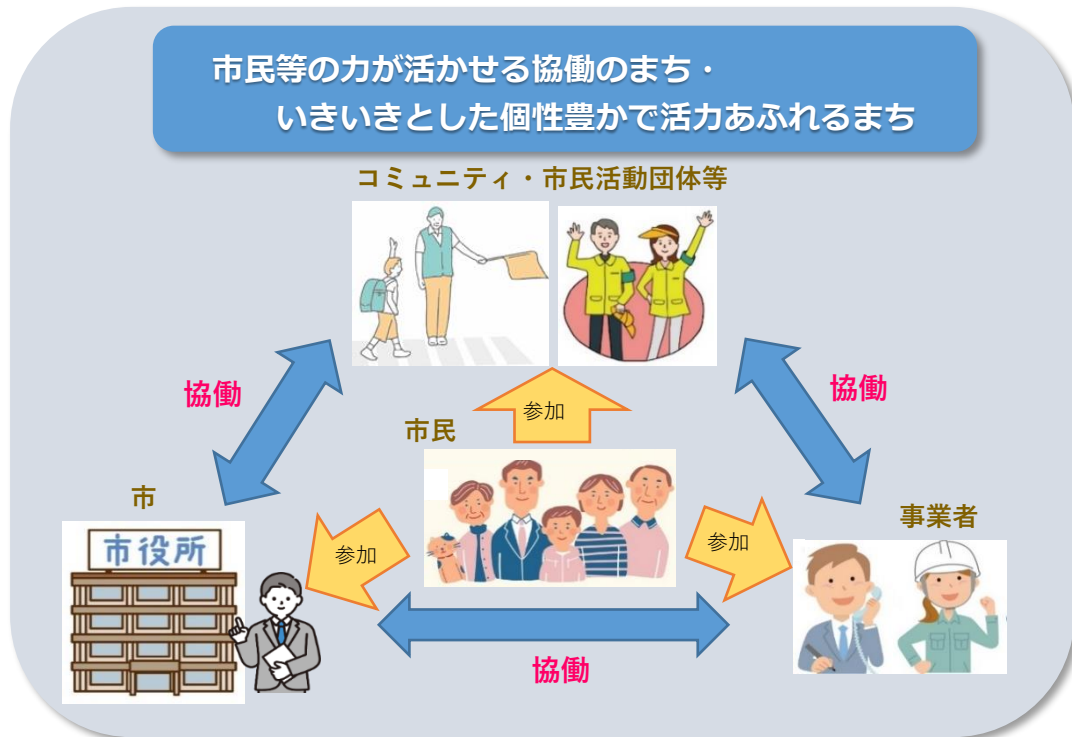 市民等の力が活かせる協働のまち・
いきいきとした個性豊かで活力あふれるまち
コミュニティ・市民活動団体等
協働
協働
参加
市民
市
事業者
市役所
参加
参加
協働